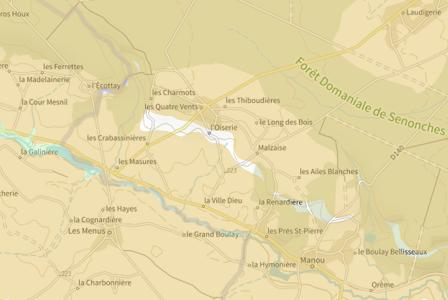 ros Houx
Laudigerie
les Ferrettes
la Madelainerie
l'Écottay
Forêt Domaniale de Senonches
les Charmots
la Cour Mesnil
les Quatre Vents
les Thiboudières
l'Oiserie
le Long des Bois
les Crabassinières
Malzaise
D140
la Galinière
les Masures
les Ailes Blanches
cherie
la Ville Dieu
la Renardière
les Hayes
la Cognardière
Les Menus
le Grand Boulay
les Prés St-Pierre
le Boulay Bellisseaux
la Hymonière
Manou
la Charbonnière
Orême